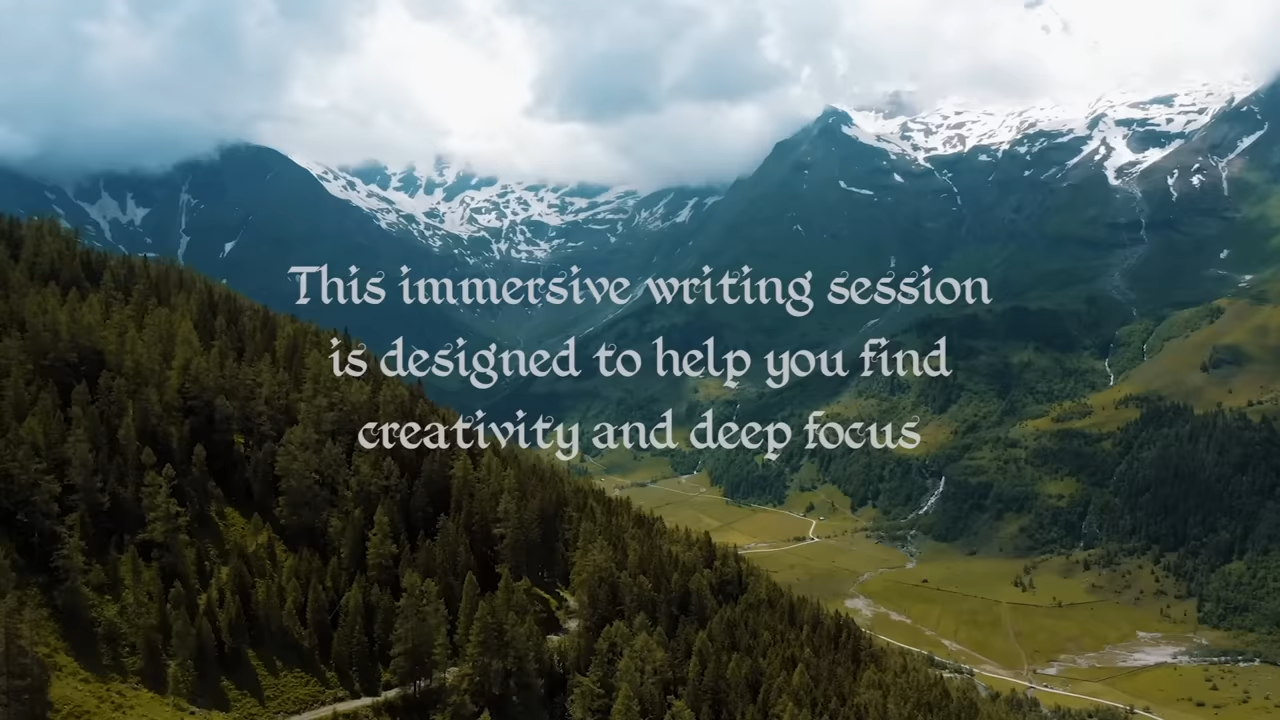 This immersive writing session
is designed to help you find
creativity and deep focus